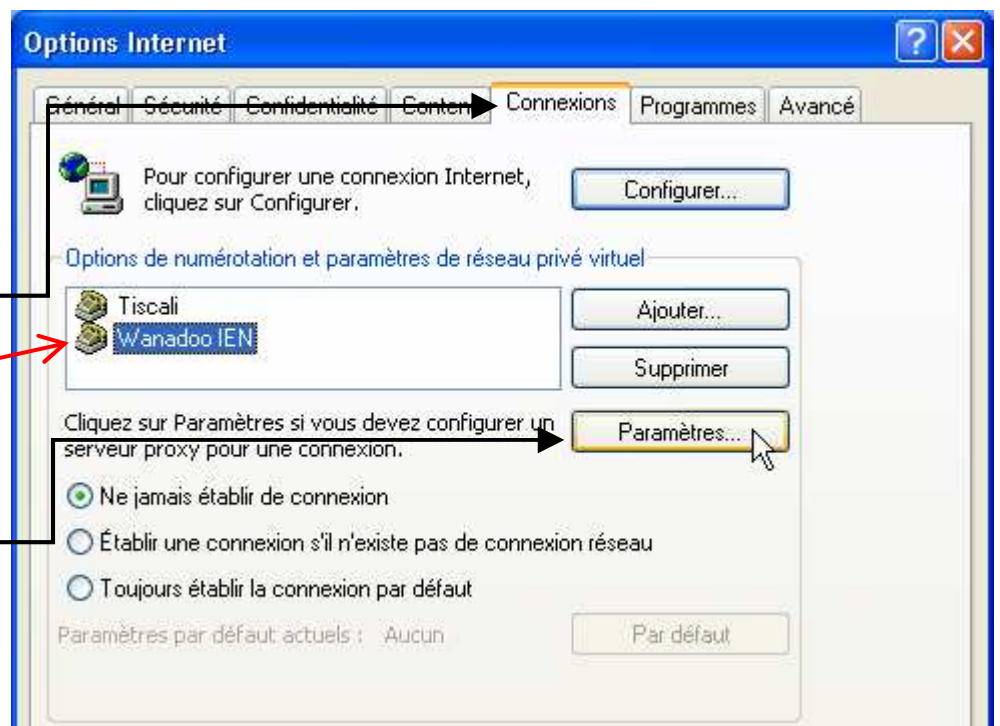 Options Internet
Général Sécurité Confidentialité Contenu Connexions Programmes Avancé
Pour configurer une connexion Internet,
cliquez sur Configurer.
Configurer...
Options de numérotation et paramètres de réseau privé virtuel
Tiscali
Wanadoo IEN
Ajouter...
Supprimer
Cliquez sur Paramètres si vous devez configurer un
serveur proxy pour une connexion.
Paramètres...
Ne jamais établir de connexion
Établir une connexion s'il n'existe pas de connexion réseau
Toujours établir la connexion par défaut
Paramètres par défaut actuels : Aucun
Par défaut